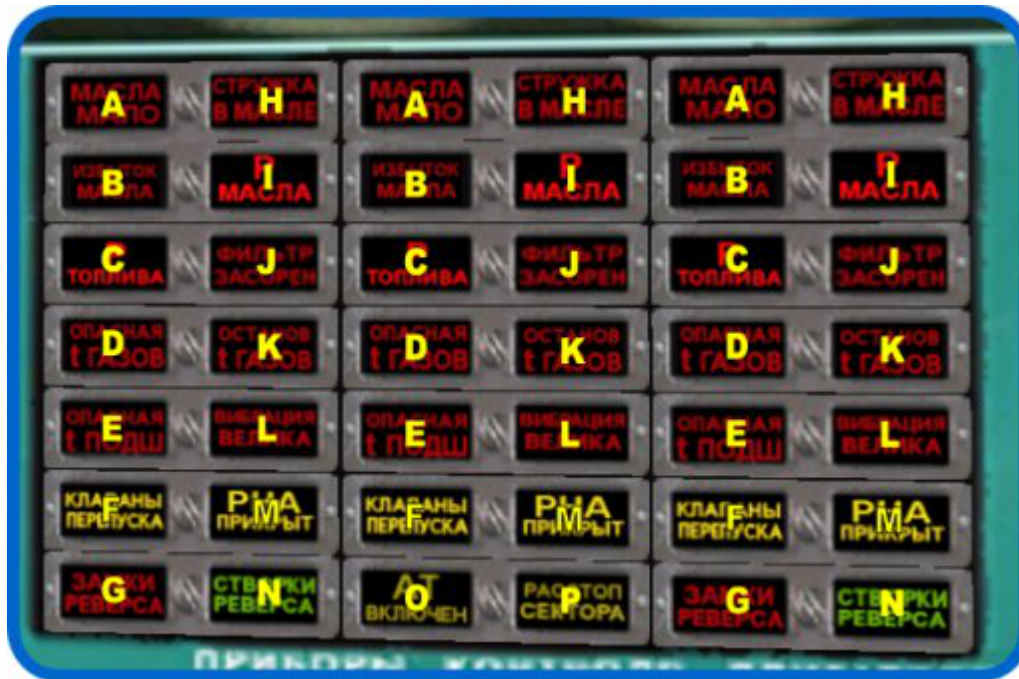 МАСЛА
A
МАЛО
СТРУЖКА
H
В МАСЛЕ
МАСЛА
A
МАЛО
СТРУЖКА
H
В МАСЛЕ
МАСЛА
A
МАЛО
СТРУЖКА
H
В МАСЛЕ
ИЗБЫТОК
B
МАСЛА
Р
I
МАСЛА
ИЗБЫТОК
B
МАСЛА
Р
I
МАСЛА
ИЗБЫТОК
B
МАСЛА
Р
I
МАСЛА
Р
C
ТОПЛИВА
ФИЛЬТР
J
ЗАСОРЕН
Р
C
ТОПЛИВА
ФИЛЬТР
J
ЗАСОРЕН
Р
C
ТОПЛИВА
ФИЛЬТР
J
ЗАСОРЕН
ОПАСНАЯ
D
t ГАЗОВ
ОСТАНОВ
K
t ГАЗОВ
ОПАСНАЯ
D
t ГАЗОВ
ОСТАНОВ
K
t ГАЗОВ
ОПАСНАЯ
D
t ГАЗОВ
ОСТАНОВ
K
t ГАЗОВ
ОПАСНАЯ
E
t ПОДШ
ВИБРАЦИЯ
L
ВЕЛИКА
ОПАСНАЯ
E
t ПОДШ
ВИБРАЦИЯ
L
ВЕЛИКА
ОПАСНАЯ
E
t ПОДШ
ВИБРАЦИЯ
L
ВЕЛИКА
КЛАПАНЫ
F
ПЕРЕПУСКА
РНА
M
ПРИКРЫТ
КЛАПАНЫ
F
ПЕРЕПУСКА
РНА
M
ПРИКРЫТ
КЛАПАНЫ
F
ПЕРЕПУСКА
РНА
M
ПРИКРЫТ
ЗАМКИ
G
РЕВЕРСА
СТВОРКИ
N
РЕВЕРСА
АТ
O
ВКЛЮЧЕН
РАССТОП
P
СЕКТОРА
ЗАМКИ
G
РЕВЕРСА
СТВОРКИ
N
РЕВЕРСА
ПРИБОРЫ КОНТРОЛЯ